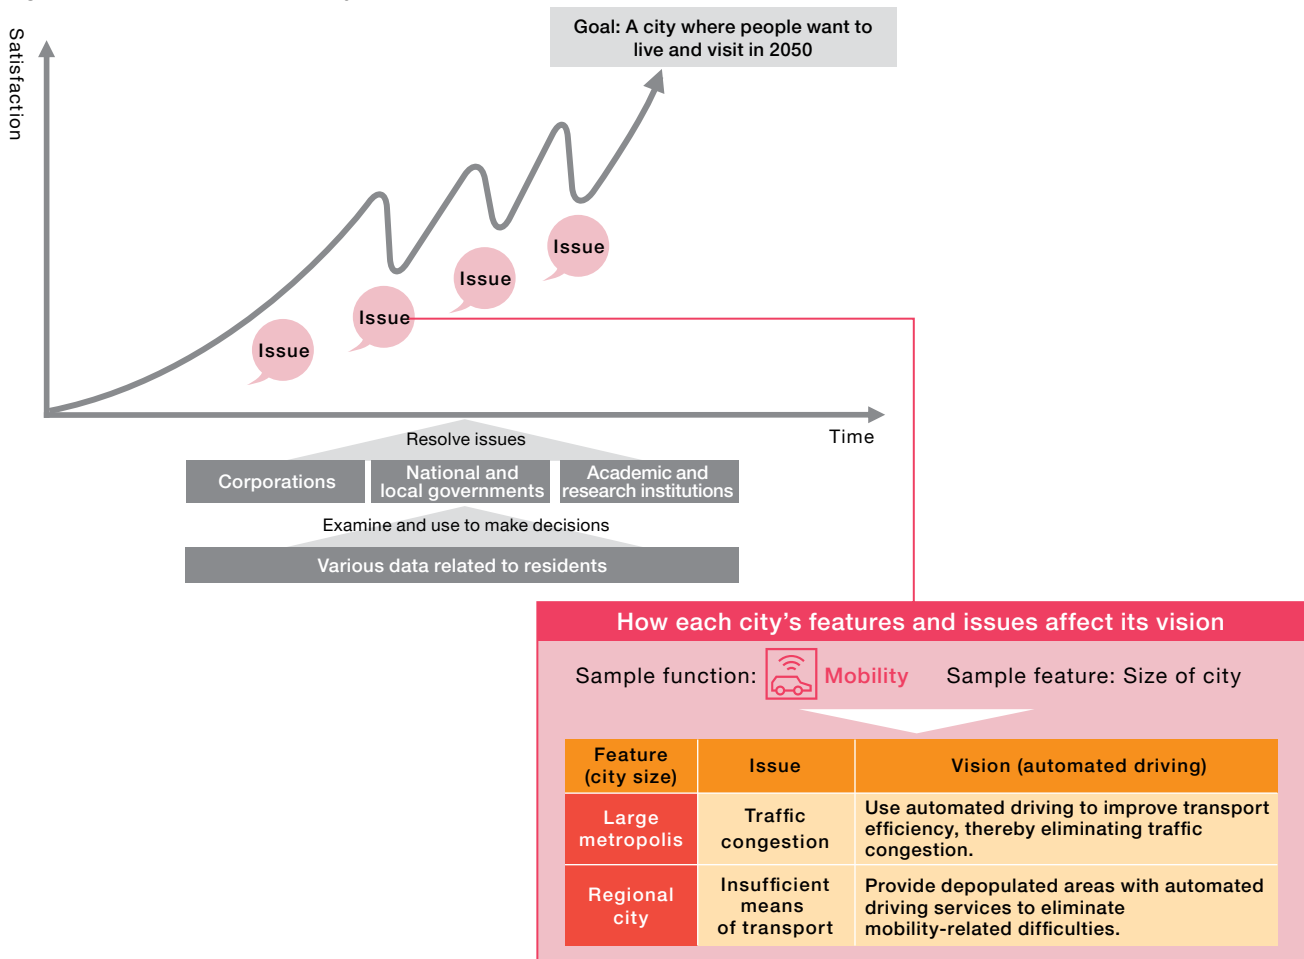 Goal: A city where people want to
live and visit in 2050
Satisfaction
Issue
Issue
Issue
Issue
Time
Resolve issues
Corporations
National and
local governments
Academic and
research institutions
Examine and use to make decisions
Various data related to residents
How each city’s features and issues affect its vision
Sample function: Mobility Sample feature: Size of city
Feature
(city size)
Issue
Vision (automated driving)
Large
metropolis
Traffic
congestion
Use automated driving to improve transport
efficiency, thereby eliminating traffic
congestion.
Regional
city
Insufficient
means
of transport
Provide depopulated areas with automated
driving services to eliminate
mobility-related difficulties.